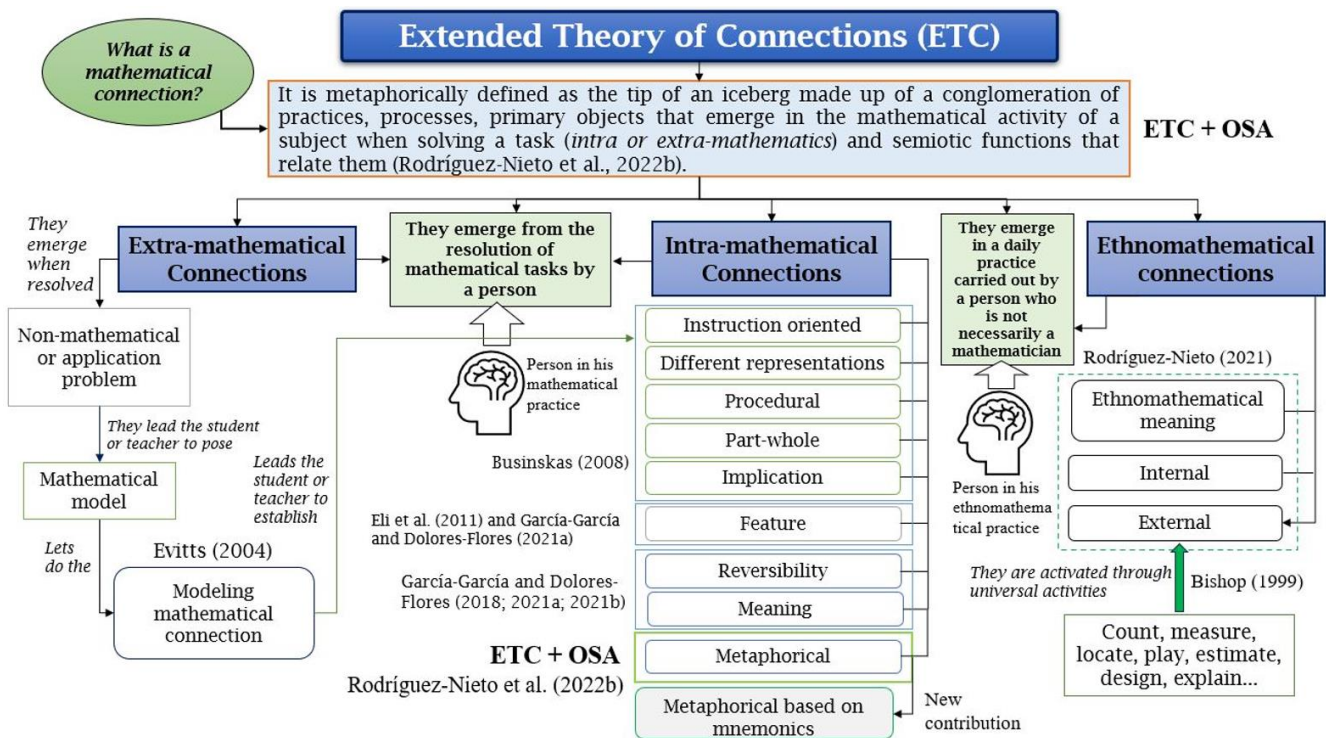 Extended Theory of Connections (ETC)
What is a
mathematical
connection?
It is metaphorically defined as the tip of an iceberg made up of a conglomeration of
practices, processes, primary objects that emerge in the mathematical activity of a
subject when solving a task (intra or extra-mathematics) and semiotic functions that
relate them (Rodríguez-Nieto et al., 2022b).
ETC + OSA
They
emerge
when
resolved
Extra-mathematical
Connections
They emerge from the
resolution of
mathematical tasks by
a person
Intra-mathematical
Connections
They emerge
in a daily
practice
carried out by
a person who
is not
necessarily a
mathematician
Ethnomathematical
connections
Non-mathematical
or application
problem
They lead the student
or teacher to pose
Mathematical
model
Lets
do the
Evitts (2004)
Modeling
mathematical
connection
Leads the
student or
teacher to
establish
Person in his
mathematical
practice
Businskas (2008)
Instruction oriented
Different representations
Procedural
Part-whole
Implication
Eli et al. (2011) and García-García
and Dolores-Flores (2021a)
Feature
García-García and Dolores-
Flores (2018; 2021a; 2021b)
Reversibility
Meaning
ETC + OSA
Rodríguez-Nieto et al. (2022b)
Metaphorical
Metaphorical based on
mnemonics
New
contribution
Person in his
ethnomathema
tical practice
Rodríguez-Nieto (2021)
Ethnomathematical
meaning
Internal
External
They are activated through
universal activities
Bishop (1999)
Count, measure,
locate, play, estimate,
design, explain...